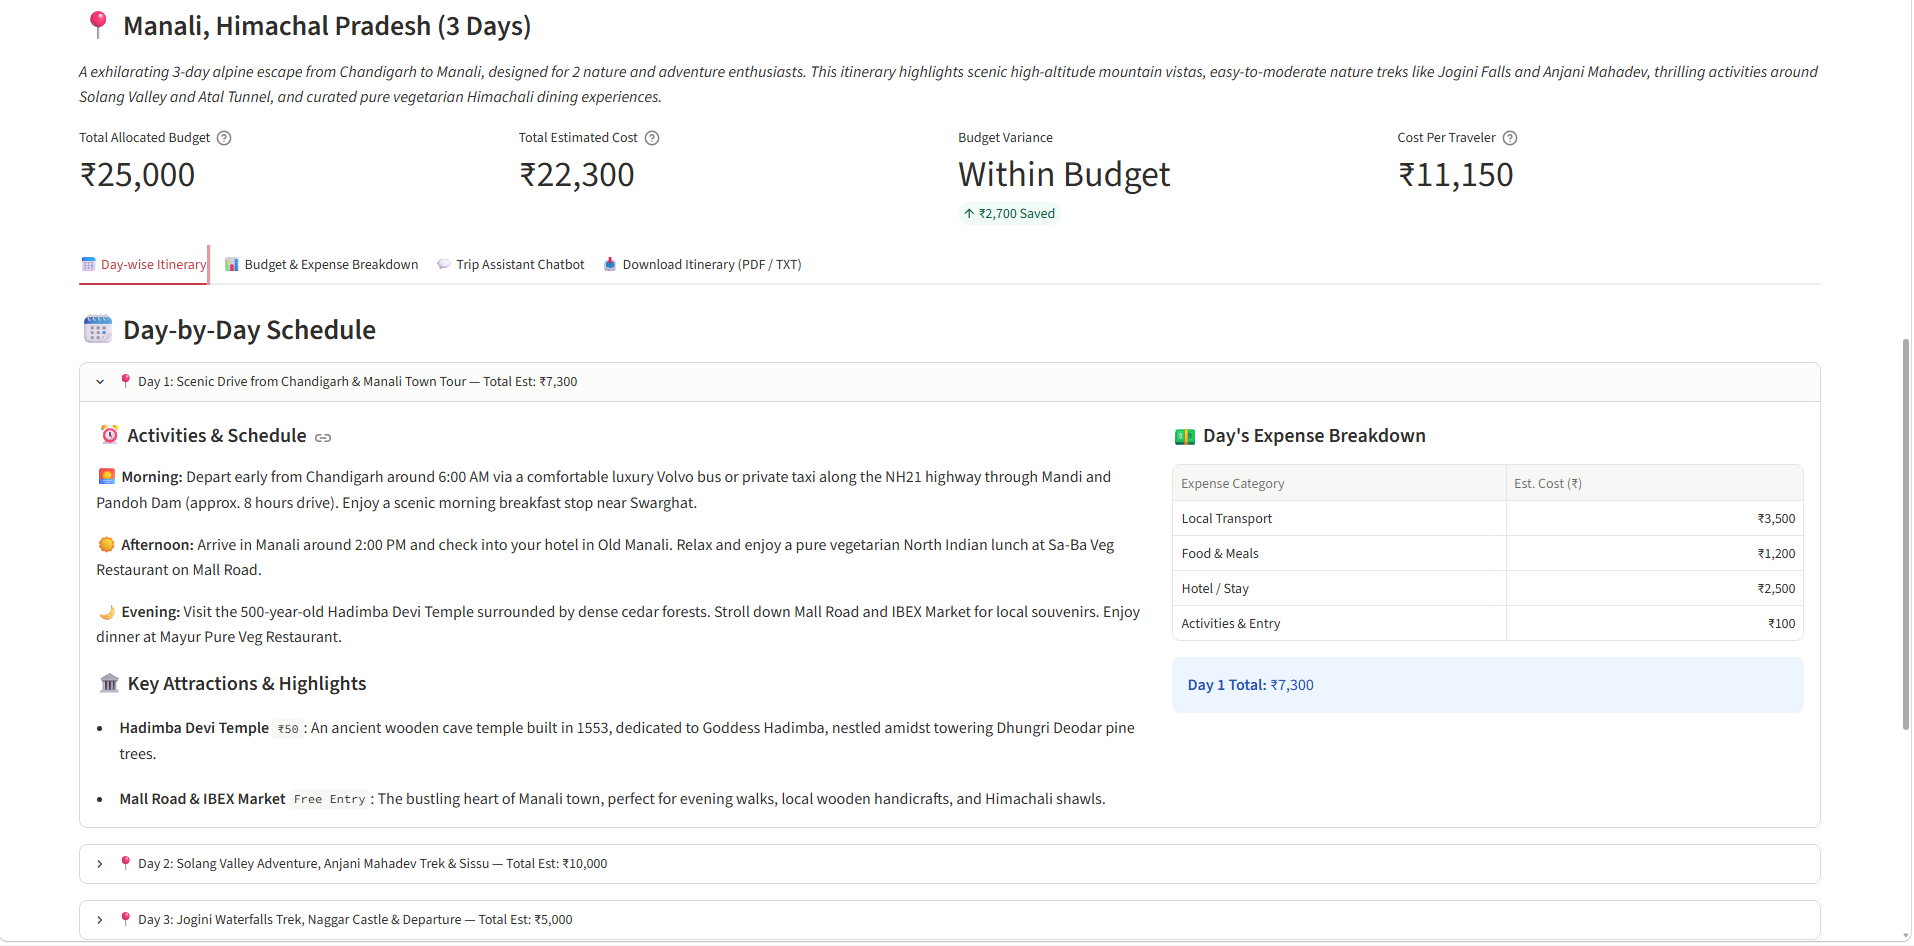 Manali, Himachal Pradesh (3 Days)
A exhilarating 3-day alpine escape from Chandigarh to Manali, designed for 2 nature and adventure enthusiasts. This itinerary highlights scenic high-altitude mountain vistas, easy-to-moderate nature treks like Jogini Falls and Anjani Mahadev, thrilling activities around
Solang Valley and Atal Tunnel, and curated pure vegetarian Himachali dining experiences.
Total Allocated Budget
₹25,000
Total Estimated Cost
₹22,300
Budget Variance
Within Budget
↑ ₹2,700 Saved
Cost Per Traveler
₹11,150
Day-wise Itinerary
Budget & Expense Breakdown
Trip Assistant Chatbot
Download Itinerary (PDF / TXT)
Day-by-Day Schedule
Day 1: Scenic Drive from Chandigarh & Manali Town Tour — Total Est: ₹7,300
Activities & Schedule
Morning: Depart early from Chandigarh around 6:00 AM via a comfortable luxury Volvo bus or private taxi along the NH21 highway through Mandi and
Pandoh Dam (approx. 8 hours drive). Enjoy a scenic morning breakfast stop near Swarghat.
Afternoon: Arrive in Manali around 2:00 PM and check into your hotel in Old Manali. Relax and enjoy a pure vegetarian North Indian lunch at Sa-Ba Veg
Restaurant on Mall Road.
Evening: Visit the 500-year-old Hadimba Devi Temple surrounded by dense cedar forests. Stroll down Mall Road and IBEX Market for local souvenirs. Enjoy
dinner at Mayur Pure Veg Restaurant.
Key Attractions & Highlights
• Hadimba Devi Temple ₹50 : An ancient wooden cave temple built in 1553, dedicated to Goddess Hadimba, nestled amidst towering Dhungri Deodar pine
trees.
• Mall Road & IBEX Market Free Entry : The bustling heart of Manali town, perfect for evening walks, local wooden handicrafts, and Himachali shawls.
Day's Expense Breakdown
Expense Category Est. Cost (₹)
Local Transport ₹3,500
Food & Meals ₹1,200
Hotel / Stay ₹2,500
Activities & Entry ₹100
Day 1 Total: ₹7,300
Day 2: Solang Valley Adventure, Anjani Mahadev Trek & Sissu — Total Est: ₹10,000
Day 3: Jogini Waterfalls Trek, Naggar Castle & Departure — Total Est: ₹5,000